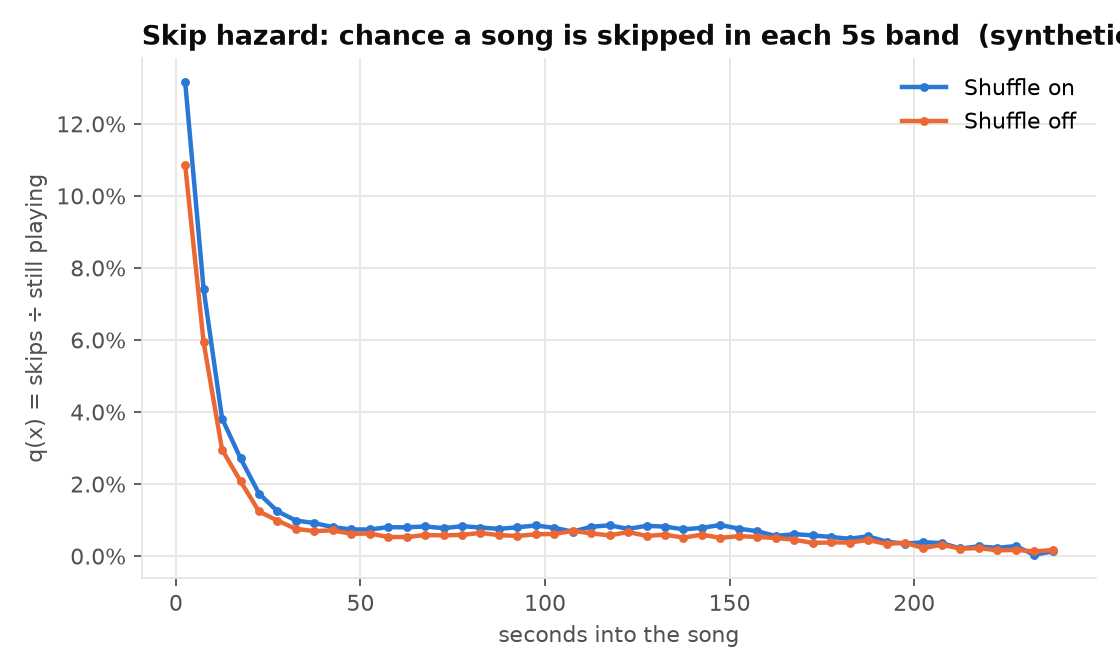 Skip hazard: chance a song is skipped in each 5s band (synthetic
Shuffle on
Shuffle off
12.0%
10.0%
8.0%
6.0%
4.0%
2.0%
0.0%
q(x) = skips ÷ still playing
0 50 100 150 200
seconds into the song